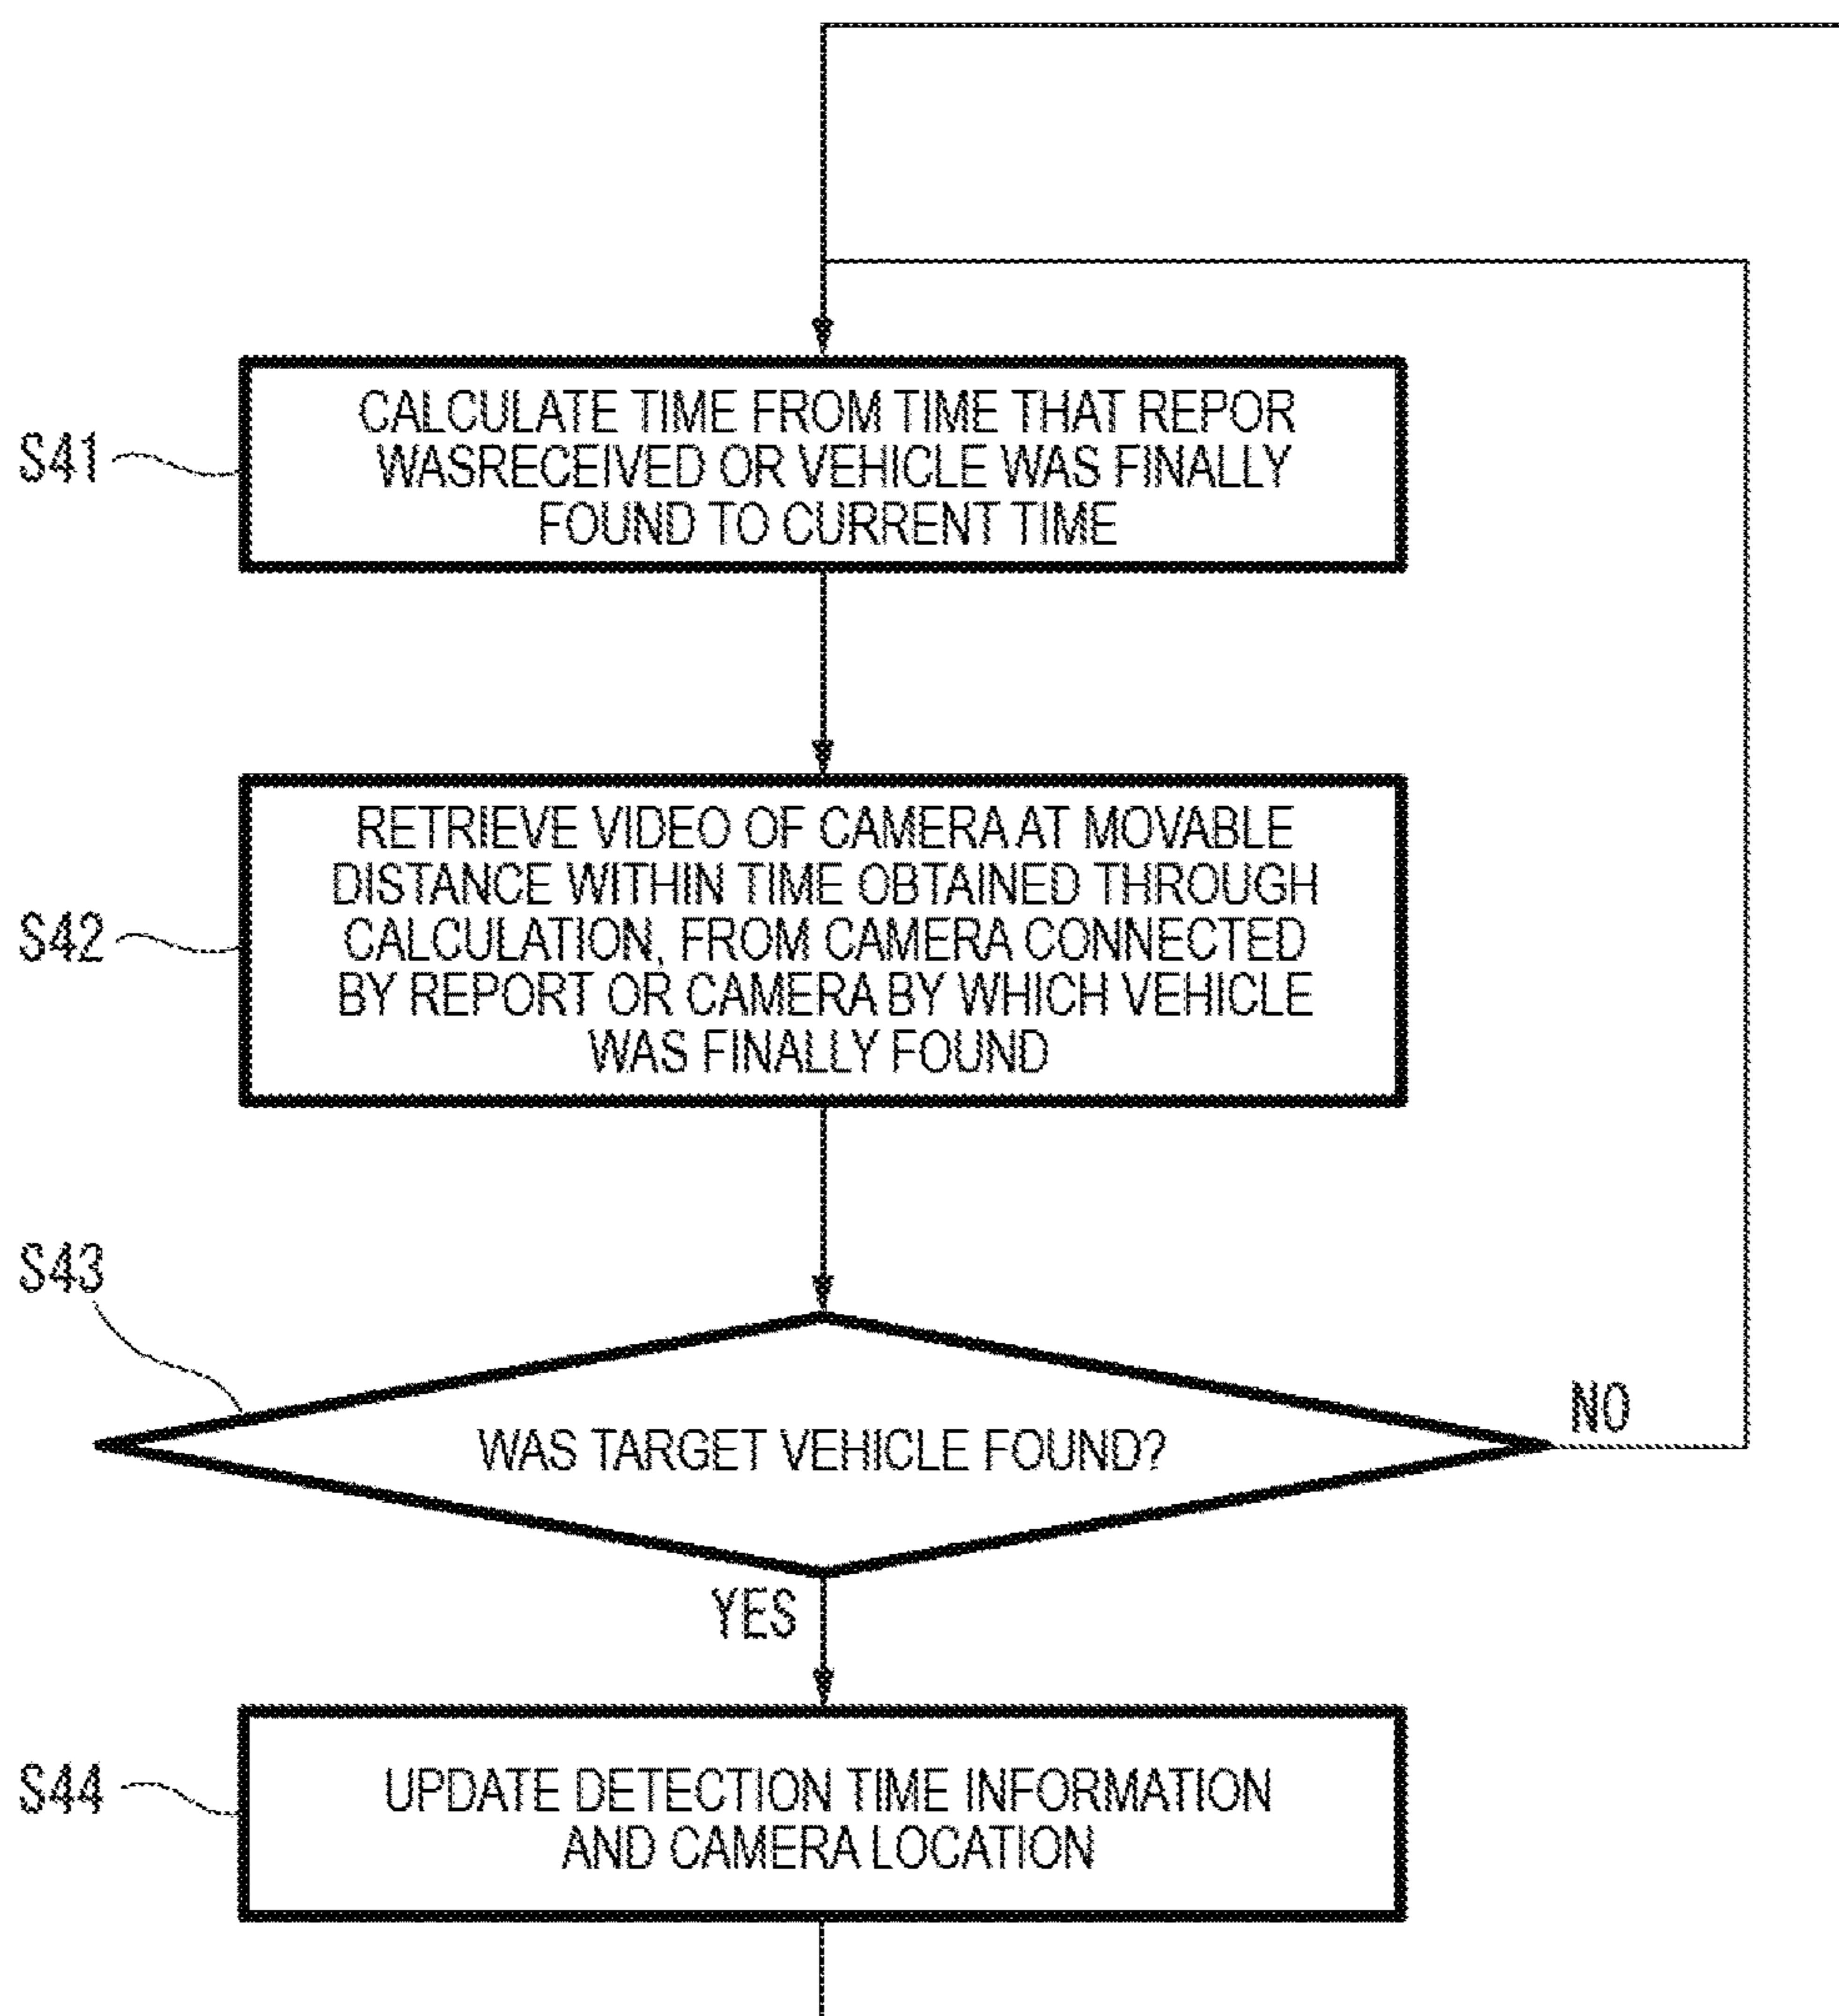 S41
CALCULATE TIME FROM TIME THAT REPOR
WASRECEIVED OR VEHICLE WAS FINALLY
FOUND TO CURRENT TIME
S42
RETRIEVE VIDEO OF CAMERA AT MOVABLE
DISTANCE WITHIN TIME OBTAINED THROUGH
CALCULATION, FROM CAMERA CONNECTED
BY REPORT OR CAMERA BY WHICH VEHICLE
WAS FINALLY FOUND
S43
WAS TARGET VEHICLE FOUND?
NO
YES
S44
UPDATE DETECTION TIME INFORMATION
AND CAMERA LOCATION